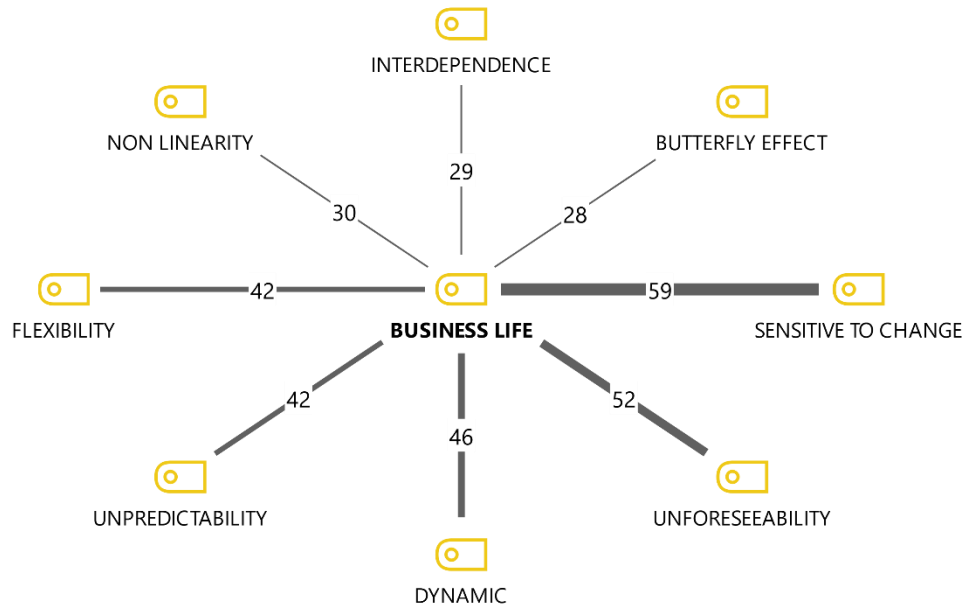 INTERDEPENDENCE
NON LINEARITY
BUTTERFLY EFFECT
29
30
28
42
59
FLEXIBILITY
BUSINESS LIFE
SENSITIVE TO CHANGE
42
52
46
UNPREDICTABILITY
UNFORESEEABILITY
DYNAMIC